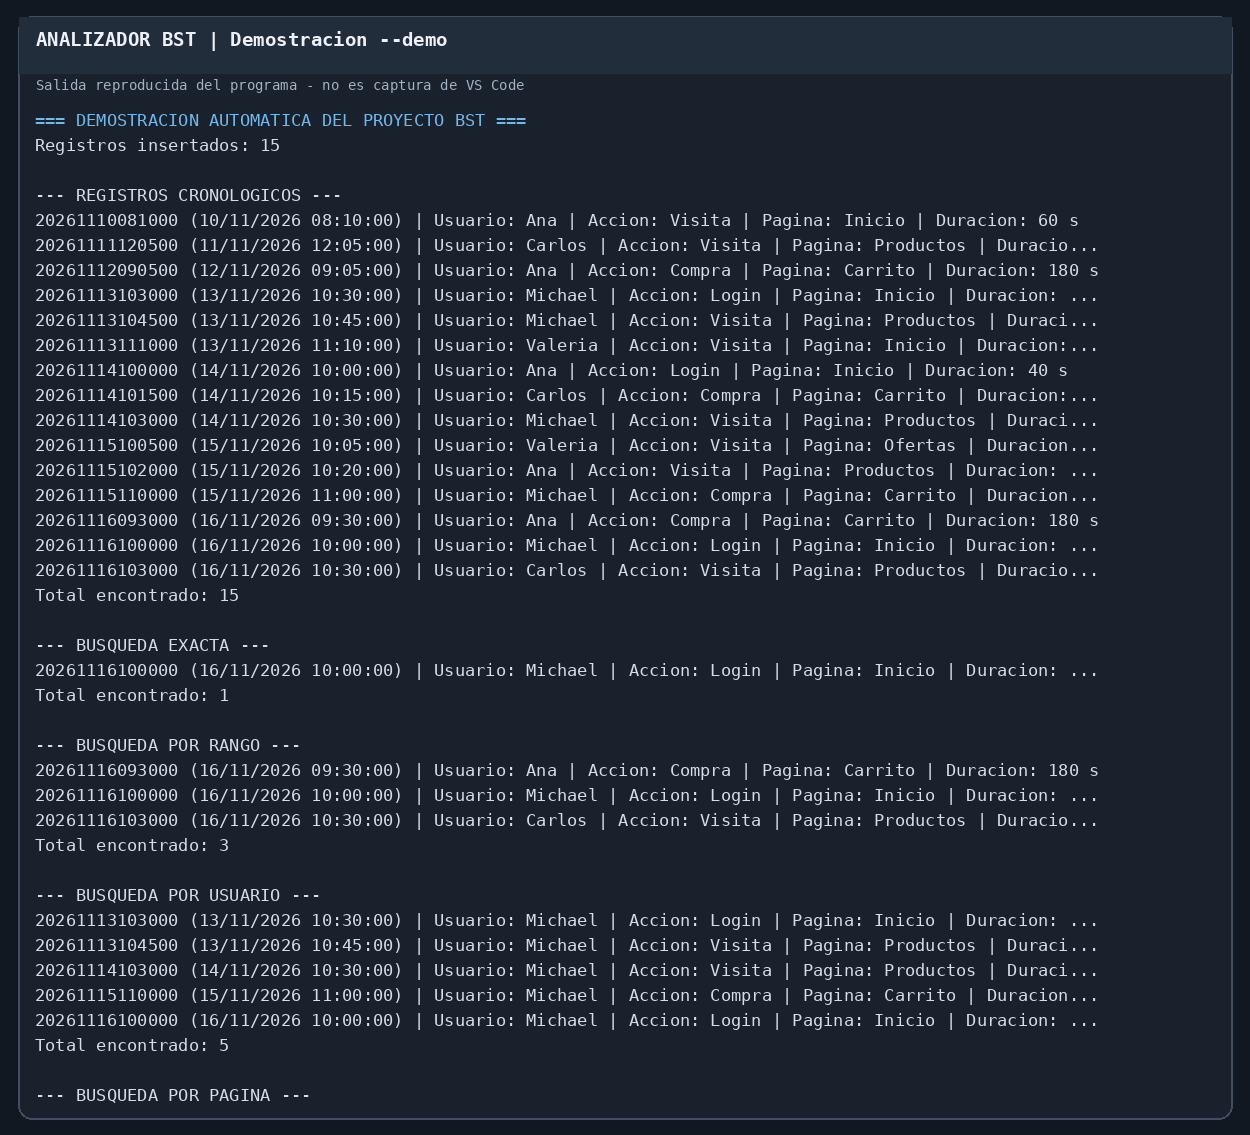 ANALIZADOR BST | Demostracion --demo
Salida reproducida del programa - no es captura de VS Code
=== DEMOSTRACION AUTOMATICA DEL PROYECTO BST ===
Registros insertados: 15
--- REGISTROS CRONOLOGICOS ---
20261110081000 (10/11/2026 08:10:00) | Usuario: Ana | Accion: Visita | Pagina: Inicio | Duracion: 60 s
20261111120500 (11/11/2026 12:05:00) | Usuario: Carlos | Accion: Visita | Pagina: Productos | Duracio...
20261112090500 (12/11/2026 09:05:00) | Usuario: Ana | Accion: Compra | Pagina: Carrito | Duracion: 180 s
20261113103000 (13/11/2026 10:30:00) | Usuario: Michael | Accion: Login | Pagina: Inicio | Duracion: ...
20261113104500 (13/11/2026 10:45:00) | Usuario: Michael | Accion: Visita | Pagina: Productos | Duraci...
20261113111000 (13/11/2026 11:10:00) | Usuario: Valeria | Accion: Visita | Pagina: Inicio | Duracion:...
20261114100000 (14/11/2026 10:00:00) | Usuario: Ana | Accion: Login | Pagina: Inicio | Duracion: 40 s
20261114101500 (14/11/2026 10:15:00) | Usuario: Carlos | Accion: Compra | Pagina: Carrito | Duracion:...
20261114103000 (14/11/2026 10:30:00) | Usuario: Michael | Accion: Visita | Pagina: Productos | Duraci...
20261115100500 (15/11/2026 10:05:00) | Usuario: Valeria | Accion: Visita | Pagina: Ofertas | Duracion...
20261115102000 (15/11/2026 10:20:00) | Usuario: Ana | Accion: Visita | Pagina: Productos | Duracion: ...
20261115110000 (15/11/2026 11:00:00) | Usuario: Michael | Accion: Compra | Pagina: Carrito | Duracion...
20261116093000 (16/11/2026 09:30:00) | Usuario: Ana | Accion: Compra | Pagina: Carrito | Duracion: 180 s
20261116100000 (16/11/2026 10:00:00) | Usuario: Michael | Accion: Login | Pagina: Inicio | Duracion: ...
20261116103000 (16/11/2026 10:30:00) | Usuario: Carlos | Accion: Visita | Pagina: Productos | Duracio...
Total encontrado: 15
--- BUSQUEDA EXACTA ---
20261116100000 (16/11/2026 10:00:00) | Usuario: Michael | Accion: Login | Pagina: Inicio | Duracion: ...
Total encontrado: 1
--- BUSQUEDA POR RANGO ---
20261116093000 (16/11/2026 09:30:00) | Usuario: Ana | Accion: Compra | Pagina: Carrito | Duracion: 180 s
20261116100000 (16/11/2026 10:00:00) | Usuario: Michael | Accion: Login | Pagina: Inicio | Duracion: ...
20261116103000 (16/11/2026 10:30:00) | Usuario: Carlos | Accion: Visita | Pagina: Productos | Duracio...
Total encontrado: 3
--- BUSQUEDA POR USUARIO ---
20261113103000 (13/11/2026 10:30:00) | Usuario: Michael | Accion: Login | Pagina: Inicio | Duracion: ...
20261113104500 (13/11/2026 10:45:00) | Usuario: Michael | Accion: Visita | Pagina: Productos | Duraci...
20261114103000 (14/11/2026 10:30:00) | Usuario: Michael | Accion: Visita | Pagina: Productos | Duraci...
20261115110000 (15/11/2026 11:00:00) | Usuario: Michael | Accion: Compra | Pagina: Carrito | Duracion...
20261116100000 (16/11/2026 10:00:00) | Usuario: Michael | Accion: Login | Pagina: Inicio | Duracion: ...
Total encontrado: 5
--- BUSQUEDA POR PAGINA ---